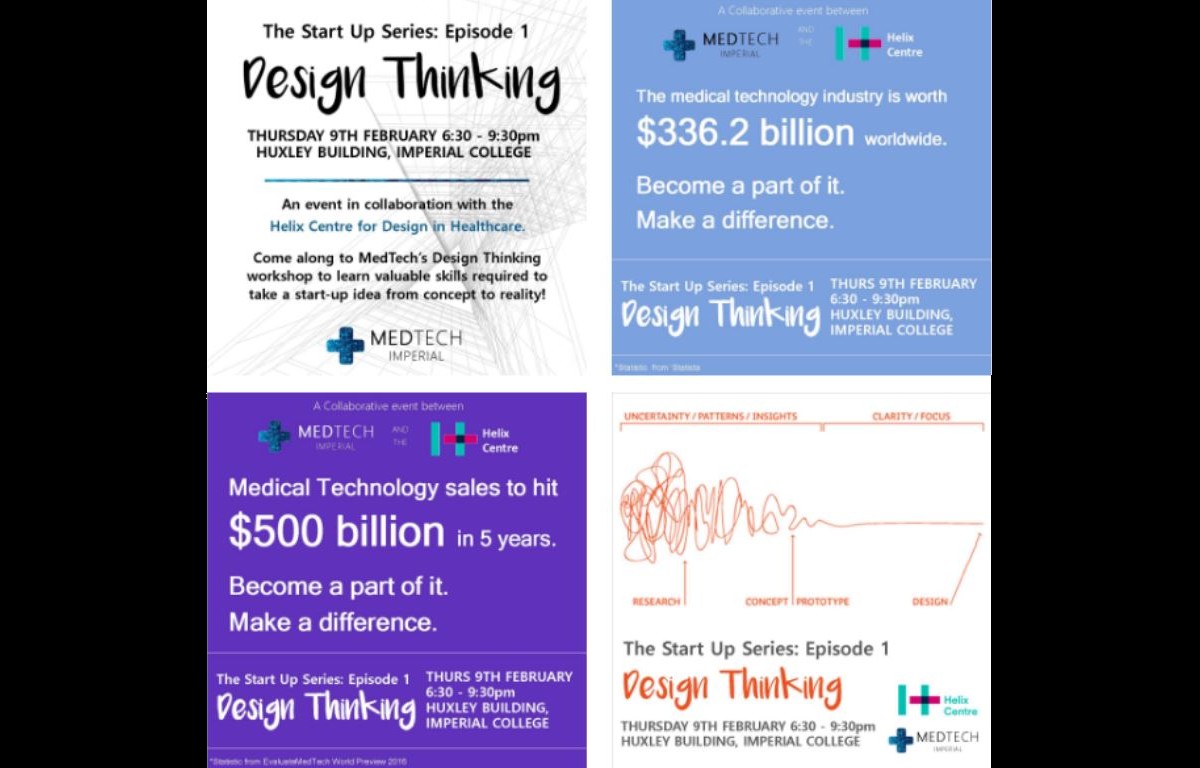 The Start Up Series: Episode 1
Design Thinking
THURSDAY 9TH FEBRUARY 6:30 - 9:30pm
HUXLEY BUILDING, IMPERIAL COLLEGE
An event in collaboration with the
Helix Centre for Design in Healthcare.
Come along to MedTech's Design Thinking
workshop to learn valuable skills required to
take a start-up idea from concept to reality!
MEDTECH
IMPERIAL
A Collaborative event between
MEDTECH
IMPERIAL
AND
THE
Helix
Centre
The medical technology industry is worth
$336.2 billion worldwide.
Become a part of it.
Make a difference.
The Start Up Series: Episode 1
Design Thinking
THURS 9TH FEBRUARY
6:30 - 9:30pm
HUXLEY BUILDING,
IMPERIAL COLLEGE
*Statistic from Statista
A Collaborative event between
MEDTECH
IMPERIAL
AND
THE
Helix
Centre
Medical Technology sales to hit
$500 billion in 5 years.
Become a part of it.
Make a difference.
The Start Up Series: Episode 1
Design Thinking
THURS 9TH FEBRUARY
6:30 - 9:30pm
HUXLEY BUILDING,
IMPERIAL COLLEGE
*Statistic from EvaluateMedTech World Preview 2016
UNCERTAINTY / PATTERNS / INSIGHTS
CLARITY / FOCUS
RESEARCH
CONCEPT
PROTOTYPE
DESIGN
The Start Up Series: Episode 1
Design Thinking
THURSDAY 9TH FEBRUARY 6:30 - 9:30pm
HUXLEY BUILDING, IMPERIAL COLLEGE
Helix
Centre
MEDTECH
IMPERIAL